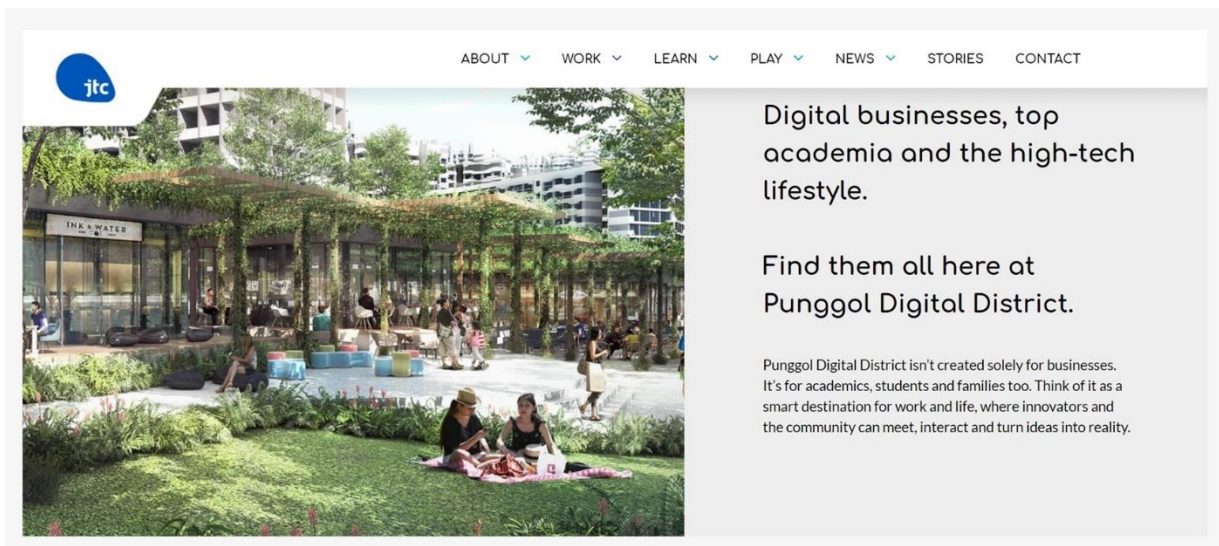 jtc
ABOUT WORK LEARN PLAY NEWS STORIES CONTACT
INK & WATER
Digital businesses, top
academia and the high-tech
lifestyle.
Find them all here at
Punggol Digital District.
Punggol Digital District isn't created solely for businesses.
It's for academics, students and families too. Think of it as a
smart destination for work and life, where innovators and
the community can meet, interact and turn ideas into reality.